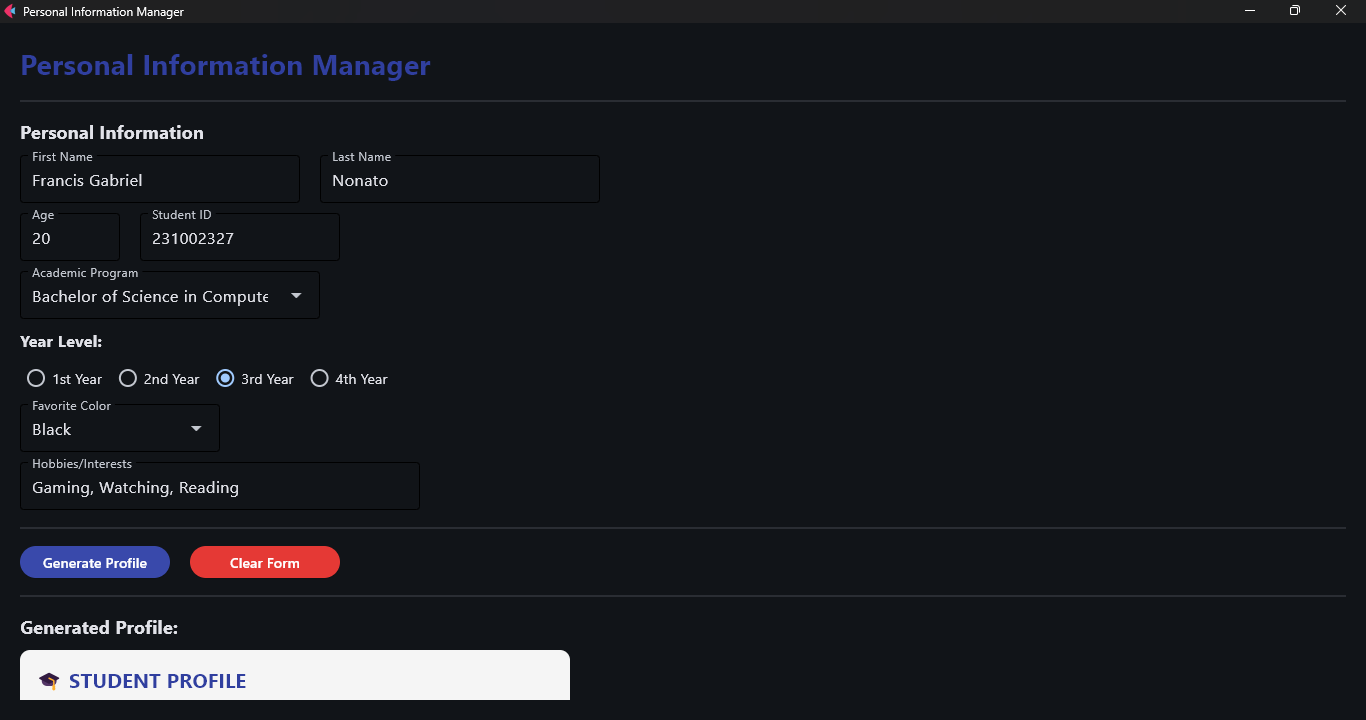 Personal Information Manager
Personal Information Manager
Personal Information
First Name
Last Name
Francis Gabriel
Nonato
Age
Student ID
20
231002327
Academic Program
Bachelor of Science in Compute
Year Level:
1st Year 2nd Year 3rd Year 4th Year
Favorite Color
Black
Hobbies/Interests
Gaming, Watching, Reading
Generate Profile Clear Form
Generated Profile:
STUDENT PROFILE